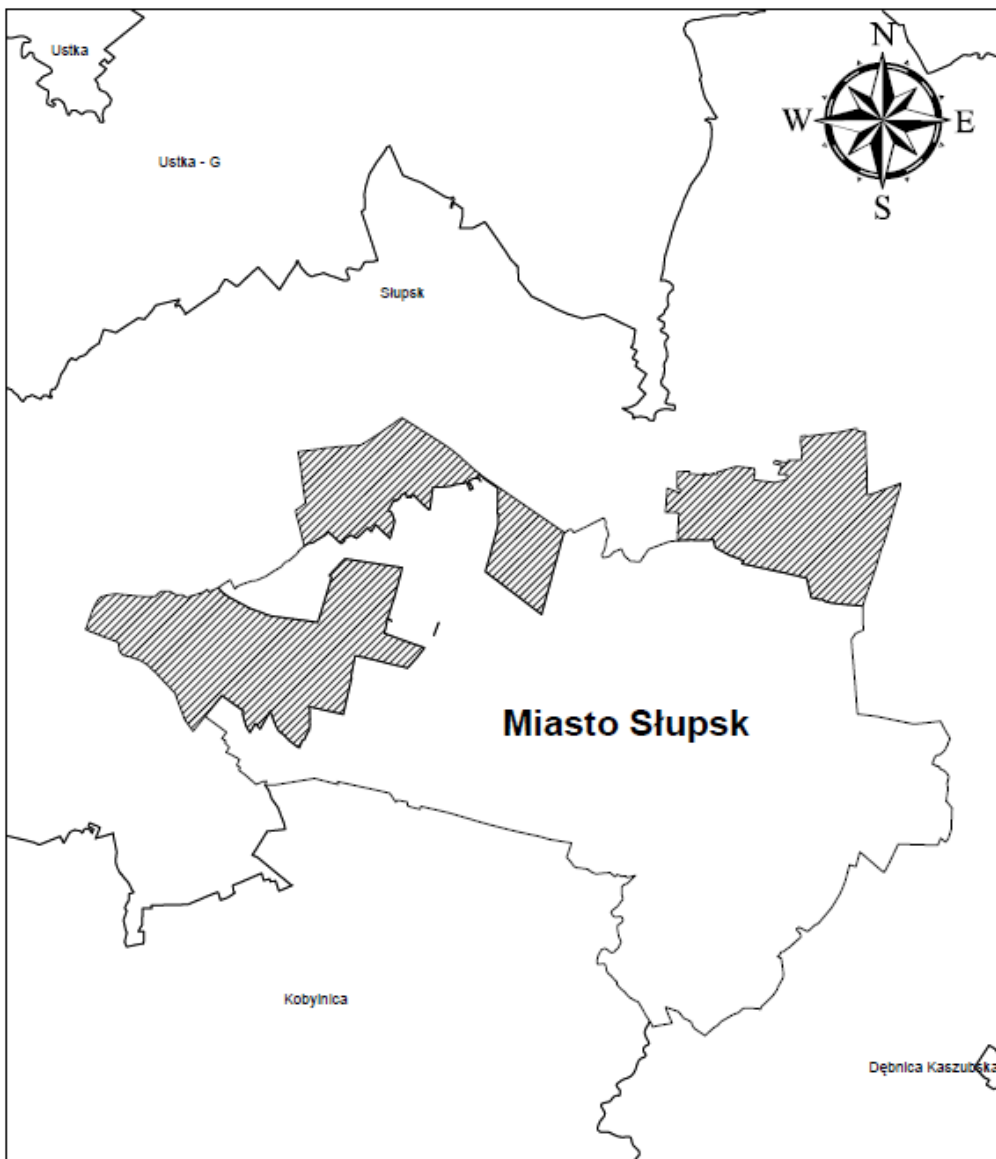 Ustka
N
W
E
Ustka - G
S
Słupsk
Miasto Słupsk
Kobylnica
Dębnica Kaszubska